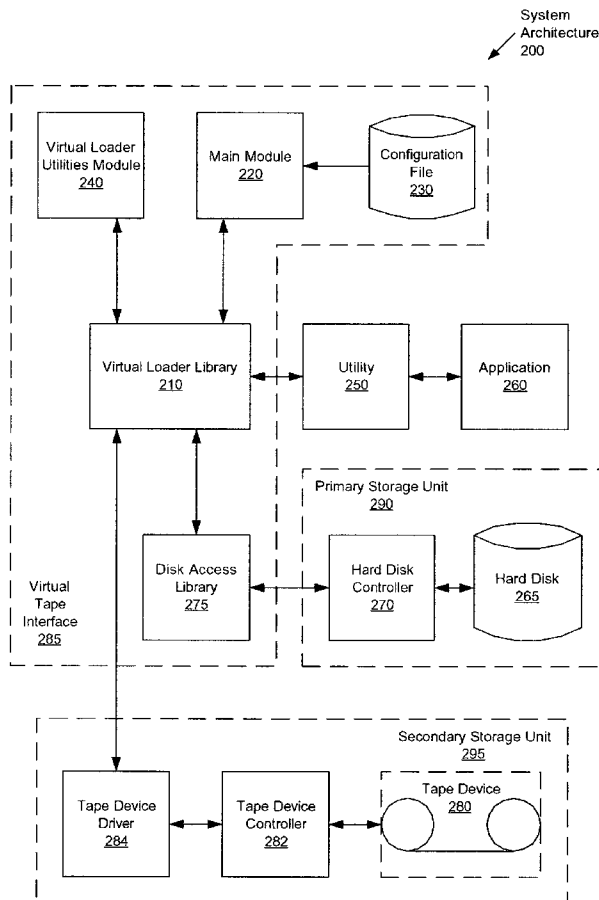 System
Architecture
200
Virtual Loader
Utilities Module
240
Main Module
220
Configuration
File
230
Virtual Loader Library
210
Utility
250
Application
260
Primary Storage Unit
290
Disk Access
Library
275
Hard Disk
Controller
270
Hard Disk
265
Virtual
Tape
Interface
285
Secondary Storage Unit
295
Tape Device
Driver
284
Tape Device
Controller
282
Tape Device
280